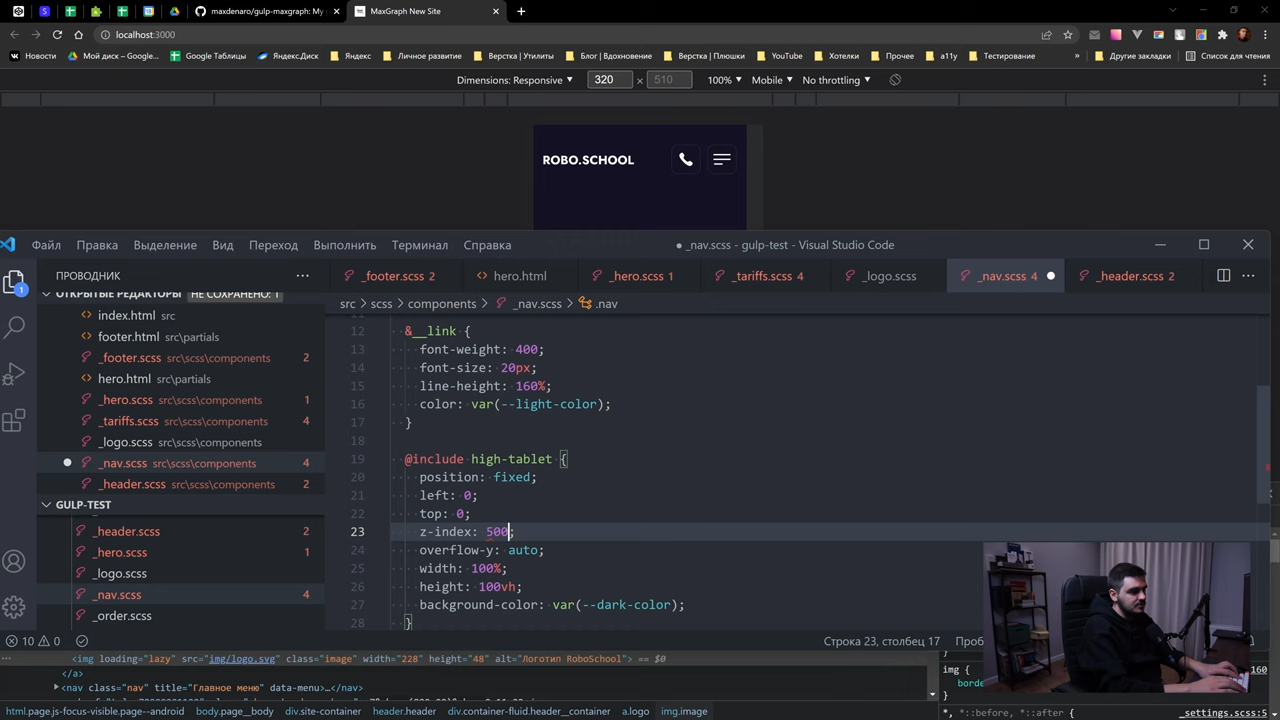 maxdenaro/gulp-maxgraph: My
MaxGraph New Site
localhost:3000
Новости
Мой диск – Google...
Google Таблицы
Яндекс.Диск
Яндекс
Личное развитие
Верстка | Утилиты
Блог | Вдохновение
Верстка | Плюшки
YouTube
Хотелки
Прочее
a11y
Тестирование
»
Другие закладки
Список для чтения
Dimensions: Responsive
320
×
510
100%
Mobile
No throttling
ROBO.SCHOOL
Файл
Правка
Выделение
Вид
Переход
Выполнить
Терминал
Справка
● _nav.scss - gulp-test - Visual Studio Code
ПРОВОДНИК
_footer.scss 2
hero.html
_hero.scss 1
_tariffs.scss 4
_logo.scss
_nav.scss 4
_header.scss 2
ОТКРЫТЫЕ РЕДАКТОРЫ
НЕ СОХРАНЕНО: 1
src > scss > components > _nav.scss > .nav
index.html src
footer.html src\partials
_footer.scss src\scss\components 2
hero.html src\partials
_hero.scss src\scss\components 1
_tariffs.scss src\scss\components 4
_logo.scss src\scss\components
_nav.scss src\scss\components 4
_header.scss src\scss\components 2
GULP-TEST
_header.scss 2
_hero.scss 1
_logo.scss
_nav.scss 4
_order.scss
12 &__link {
13 font-weight: 400;
14 font-size: 20px;
15 line-height: 160%;
16 color: var(--light-color);
17 }
18
19 @include high-tablet {
20 position: fixed;
21 left: 0;
22 top: 0;
23 z-index: 500;
24 overflow-y: auto;
25 width: 100%;
26 height: 100vh;
27 background-color: var(--dark-color);
28 }
10 0
Строка 23, столбец 17
<img loading="lazy" src="img/logo.svg" class="image" width="228" height="48" alt="Логотип RoboSchool"> == $0
</a>
<nav class="nav" title="Главное меню" data-menu>…</nav>
html.page.js-focus-visible.page--android
body.page__body
div.site-container
header.header
div.container-fluid.header__container
a.logo
img.image
img {
160
}
_settings.scss:5
*, *::before, *::after {